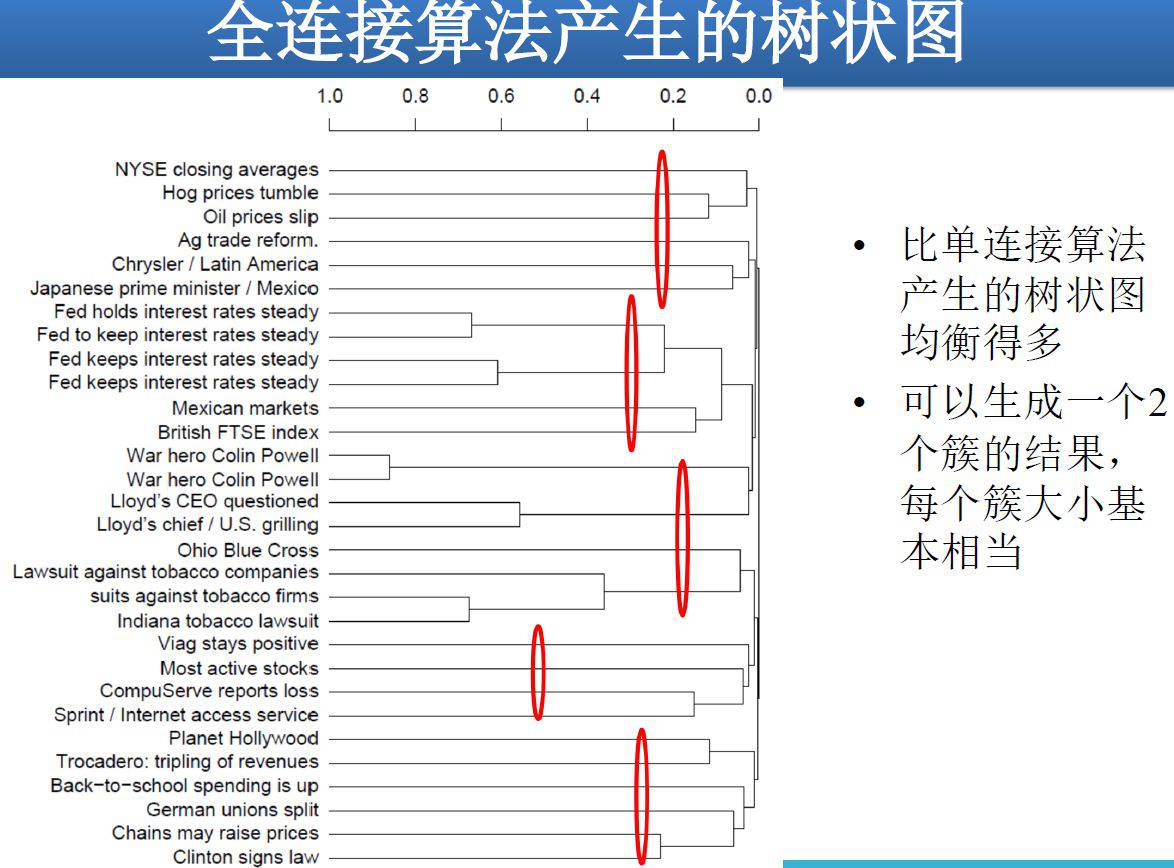 全连接算法产生的树状图
1.0 0.8 0.6 0.4 0.2 0.0
NYSE closing averages
Hog prices tumble
Oil prices slip
Ag trade reform.
Chrysler / Latin America
Japanese prime minister / Mexico
Fed holds interest rates steady
Fed to keep interest rates steady
Fed keeps interest rates steady
Fed keeps interest rates steady
Mexican markets
British FTSE index
War hero Colin Powell
War hero Colin Powell
Lloyd's CEO questioned
Lloyd's chief / U.S. grilling
Ohio Blue Cross
Lawsuit against tobacco companies
suits against tobacco firms
Indiana tobacco lawsuit
Viag stays positive
Most active stocks
CompuServe reports loss
Sprint / Internet access service
Planet Hollywood
Trocadero: tripling of revenues
Back−to−school spending is up
German unions split
Chains may raise prices
Clinton signs law
• 比单连接算法
产生的树状图
均衡得多
• 可以生成一个2
个簇的结果，
每个簇大小基
本相当